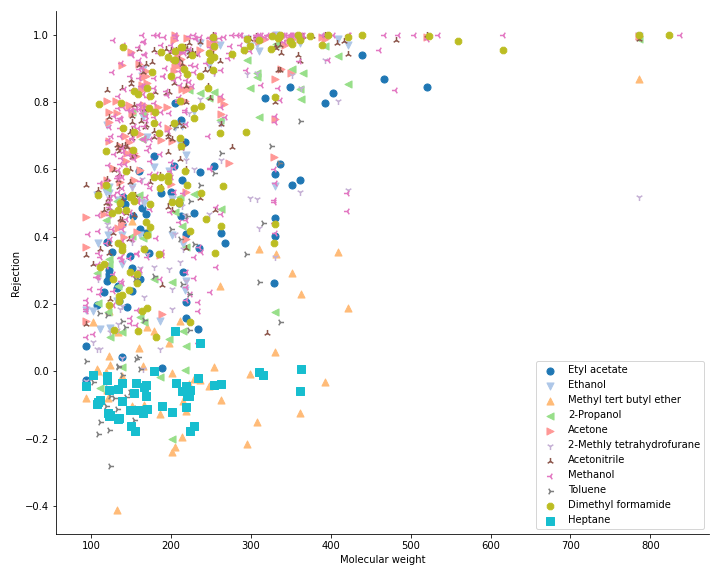 1.0
0.8
0.6
0.4
0.2
0.0
−0.2
−0.4
Rejection
100
200
300
400
500
600
700
800
Molecular weight
Etyl acetate
Ethanol
Methyl tert butyl ether
2-Propanol
Acetone
2-Methly tetrahydrofurane
Acetonitrile
Methanol
Toluene
Dimethyl formamide
Heptane